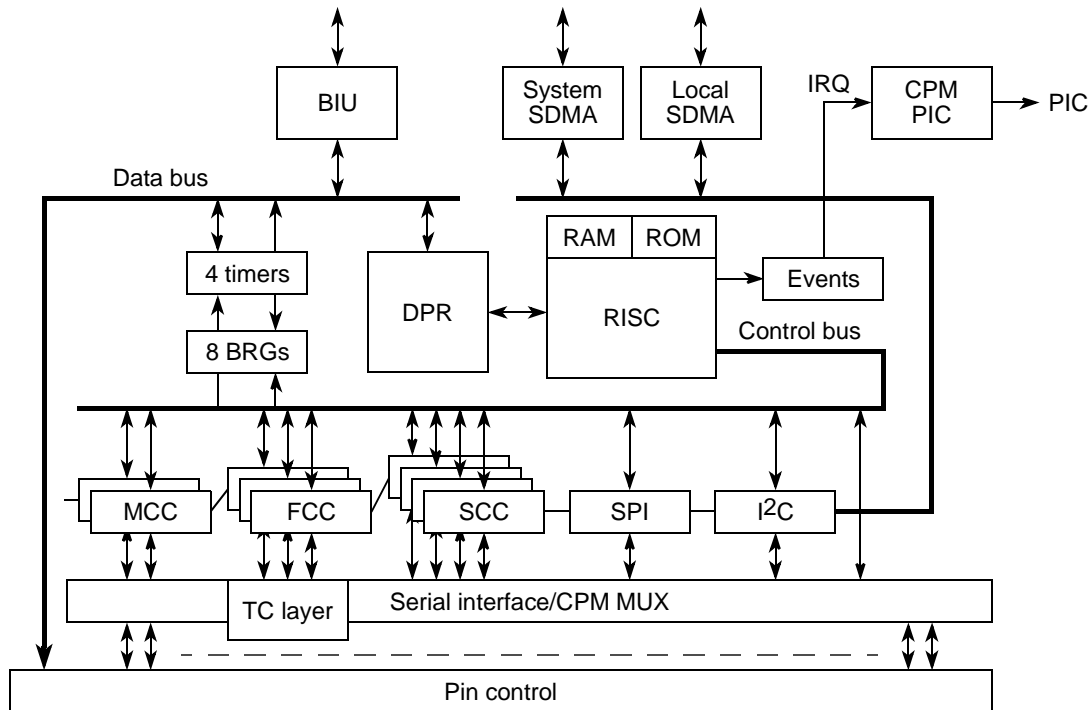 BIU
System
SDMA
Local
SDMA
IRQ
CPM
PIC
PIC
Data bus
RAM
ROM
4 timers
DPR
RISC
Events
Control bus
8 BRGs
MCC
FCC
SCC
SPI
I²C
TC layer
Serial interface/CPM MUX
Pin control